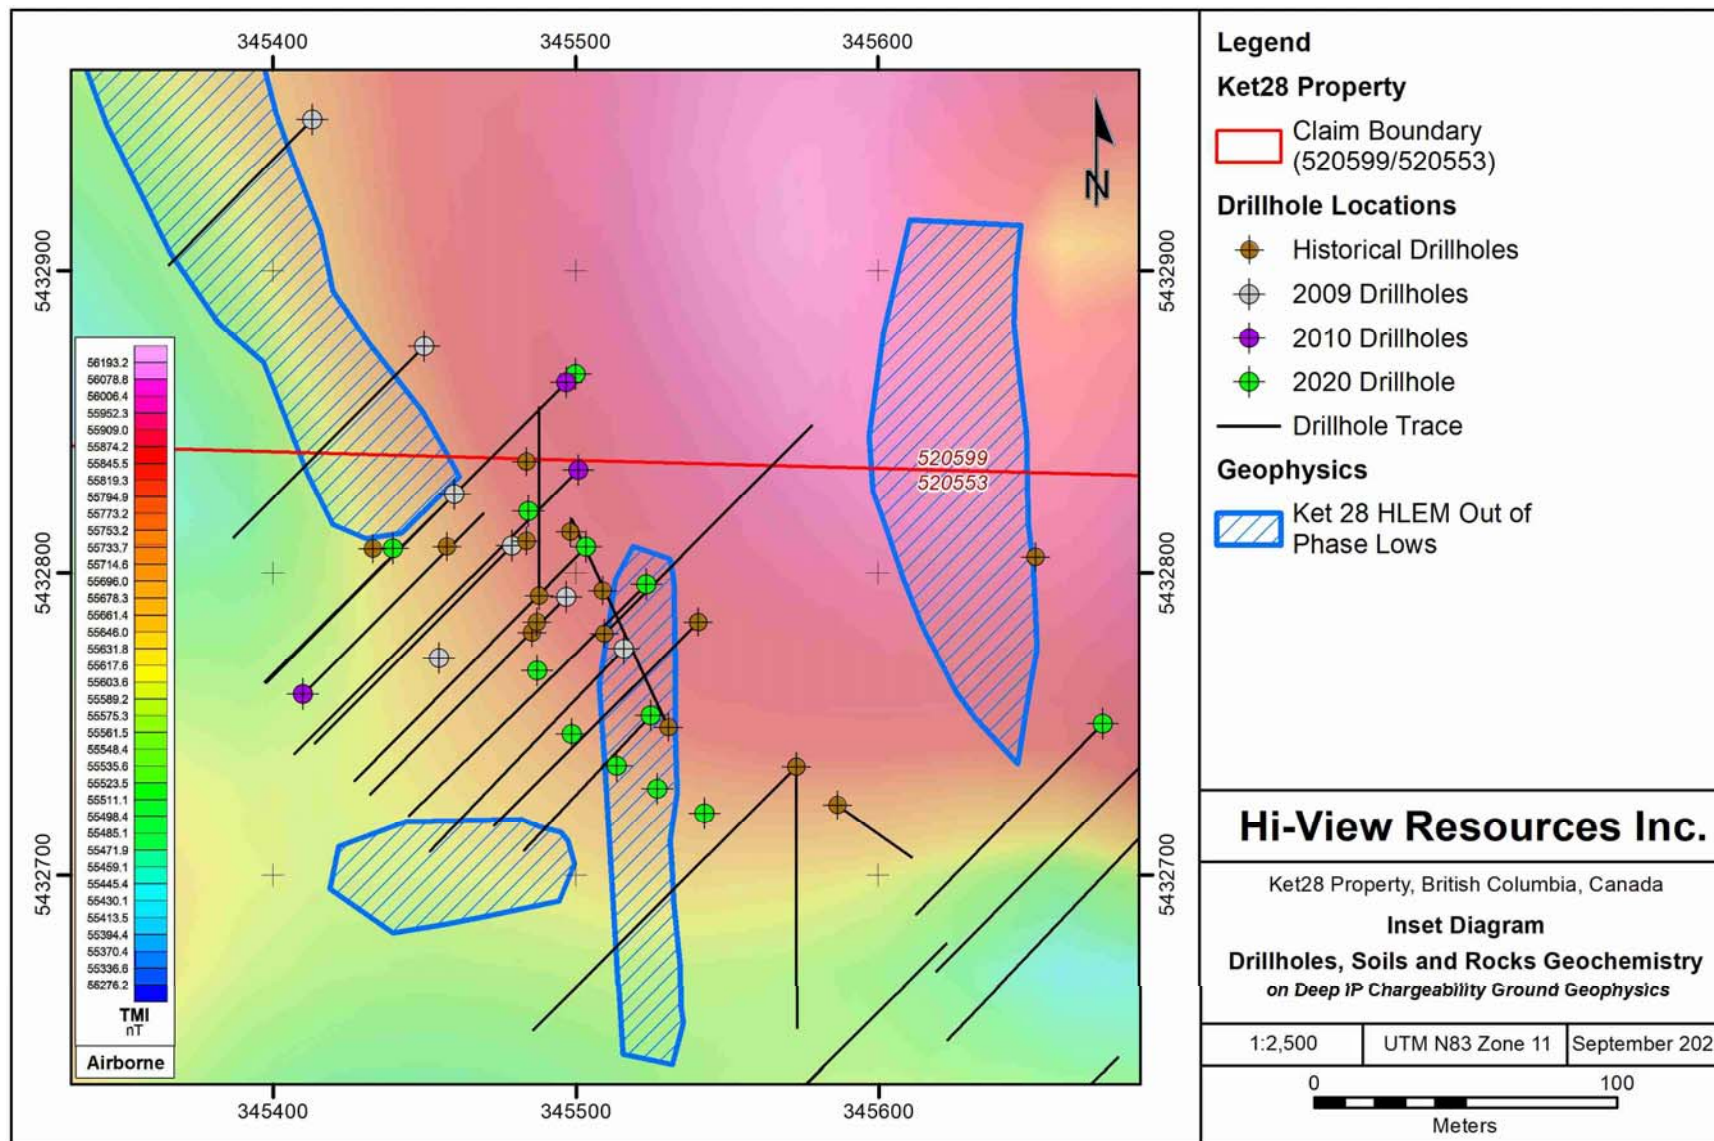 345400 345500 345600
5432900
5432800
5432700
5432900
5432800
5432700
345400 345500 345600
N
520599
520553
56193.2
56078.8
56006.4
55952.3
55909.0
55874.2
55845.5
55819.3
55794.9
55773.2
55753.2
55733.7
55714.6
55696.0
55678.3
55661.4
55646.0
55631.8
55617.6
55603.6
55589.2
55575.3
55561.5
55548.4
55535.6
55523.5
55511.1
55498.4
55485.1
55471.9
55459.1
55445.4
55430.1
55413.5
55394.4
55370.4
55336.6
56276.2
TMI
nT
Airborne
Legend
Ket28 Property
Claim Boundary
(520599/520553)
Drillhole Locations
Historical Drillholes
2009 Drillholes
2010 Drillholes
2020 Drillhole
Drillhole Trace
Geophysics
Ket 28 HLEM Out of
Phase Lows
Hi-View Resources Inc.
Ket28 Property, British Columbia, Canada
Inset Diagram
Drillholes, Soils and Rocks Geochemistry
on Deep IP Chargeability Ground Geophysics
1:2,500 UTM N83 Zone 11 September 202
0 100
Meters